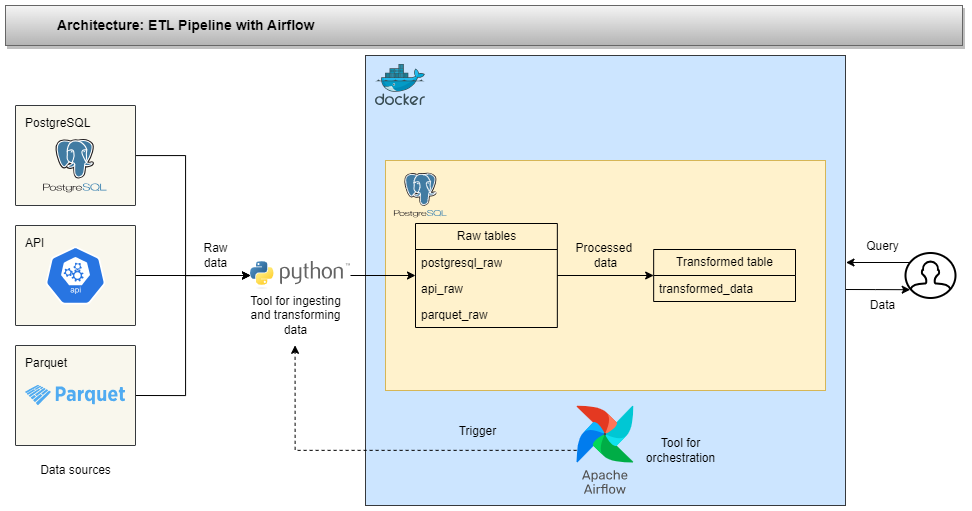 Architecture: ETL Pipeline with Airflow
docker
PostgreSQL
PostgreSQL
API
api
Parquet
Parquet
Data sources
Raw
data
python™
Tool for ingesting
and transforming
data
PostgreSQL
Raw tables
postgresql_raw
api_raw
parquet_raw
Processed
data
Transformed table
transformed_data
Query
Data
Trigger
Apache
Airflow
Tool for
orchestration